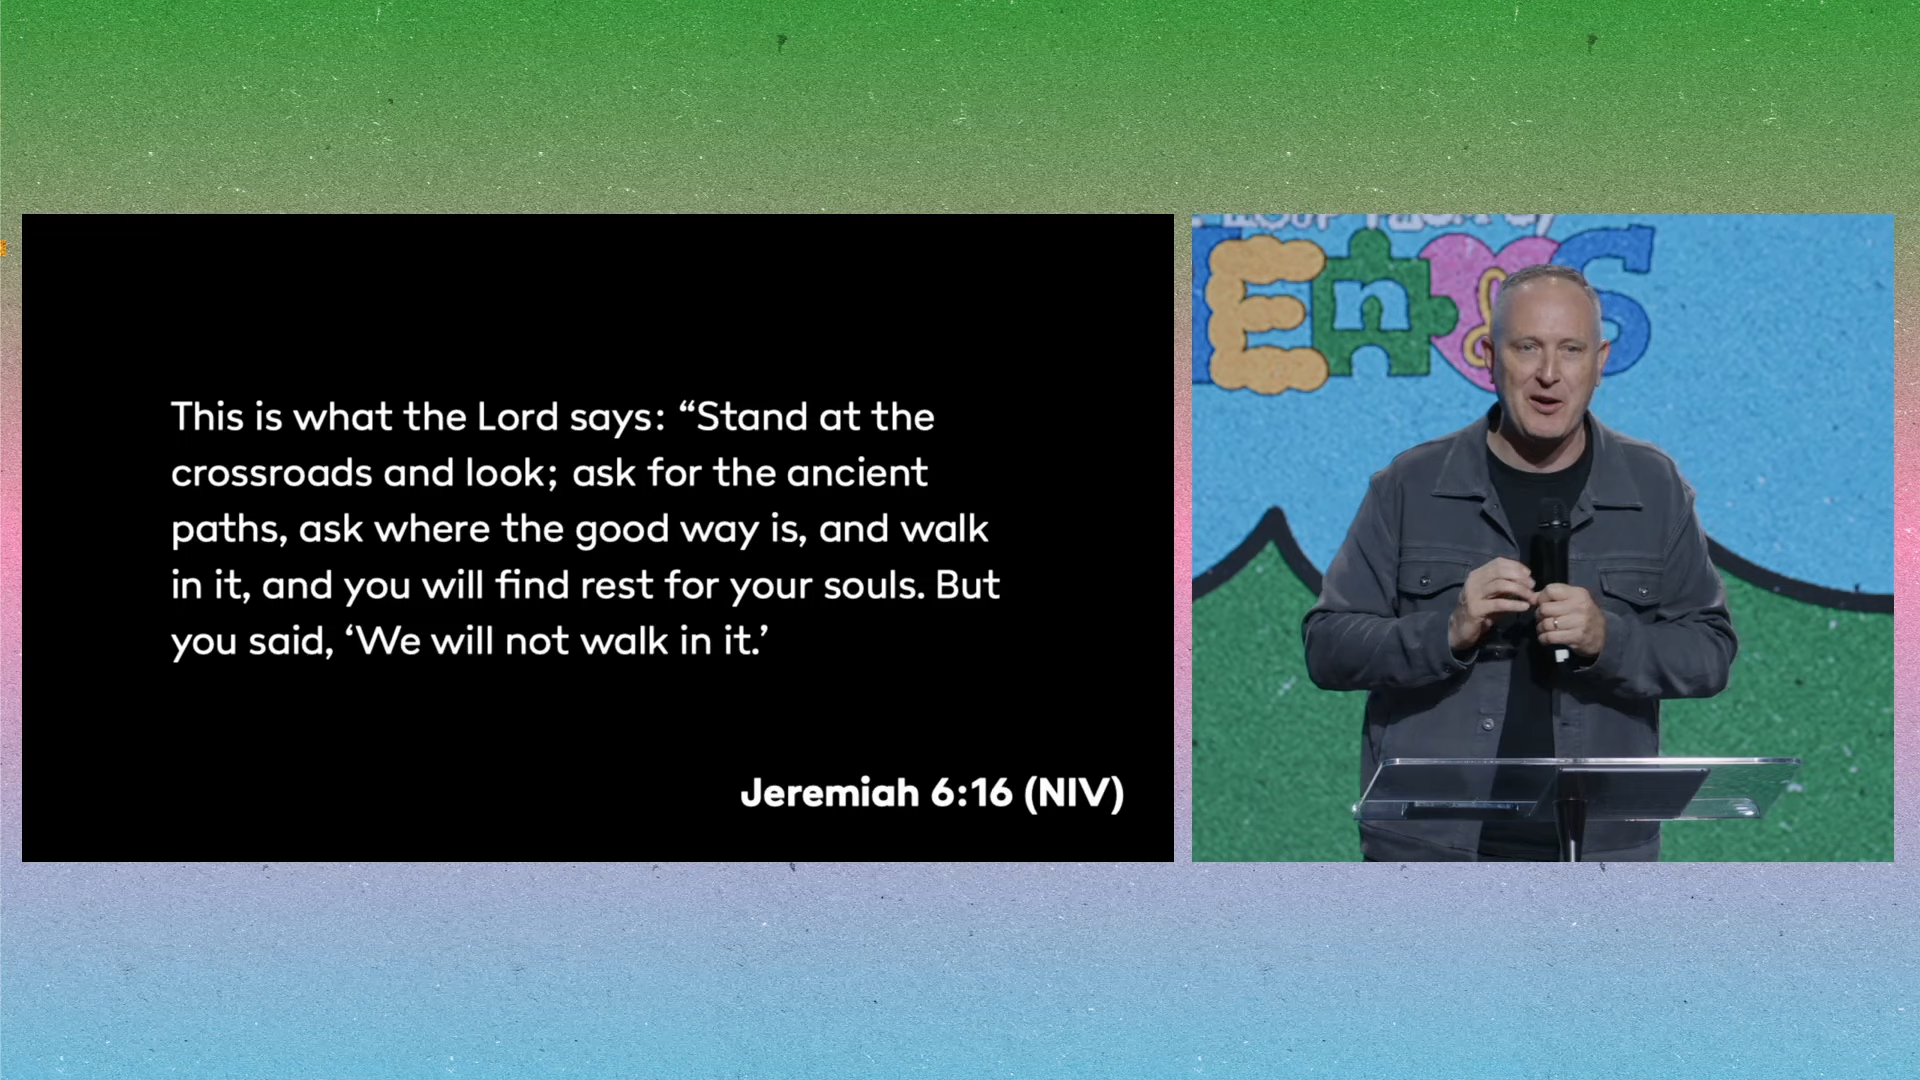 This is what the Lord says: “Stand at the
crossroads and look; ask for the ancient
paths, ask where the good way is, and walk
in it, and you will find rest for your souls. But
you said, ‘We will not walk in it.’
Jeremiah 6:16 (NIV)